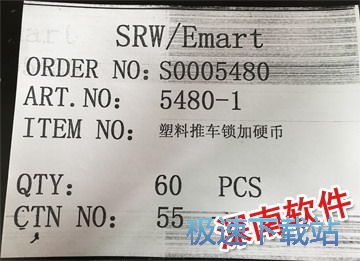 SRW/Emart
ORDER NO:S0005480
ART.NO: 5480-1
ITEM NO: 塑料推车锁加硬币
QTY: 60 PCS
CTN NO: 55
极速下载站